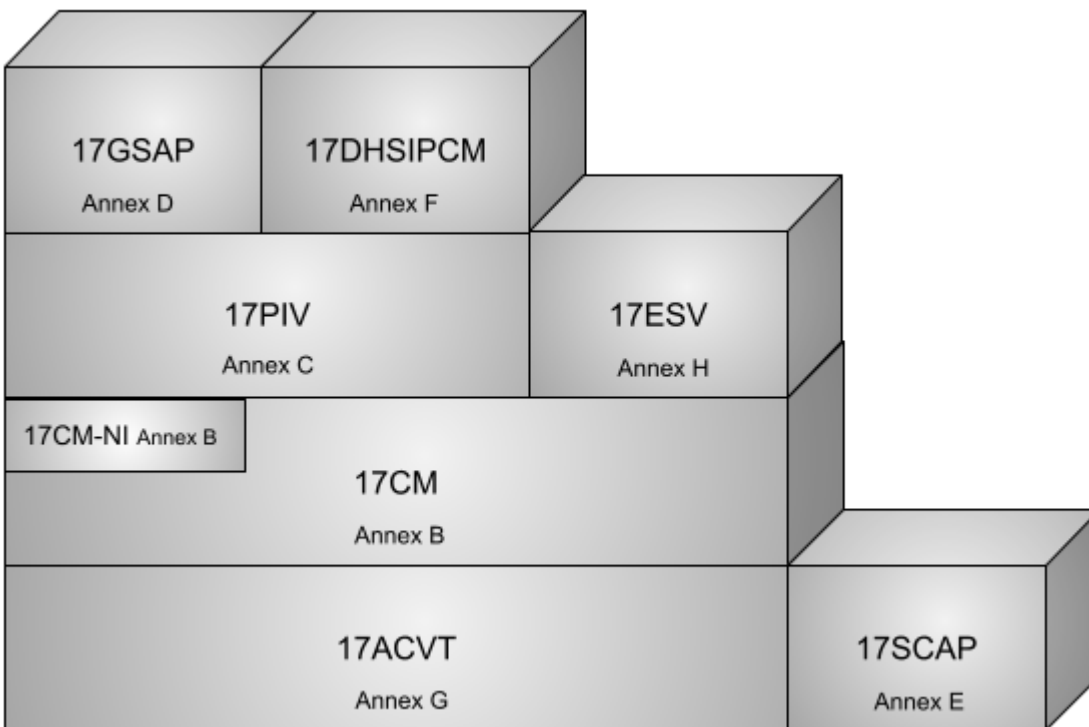 17GSAP
Annex D
17DHSIPCM
Annex F
17PIV
Annex C
17ESV
Annex H
17CM-NI Annex B
17CM
Annex B
17ACVT
Annex G
17SCAP
Annex E